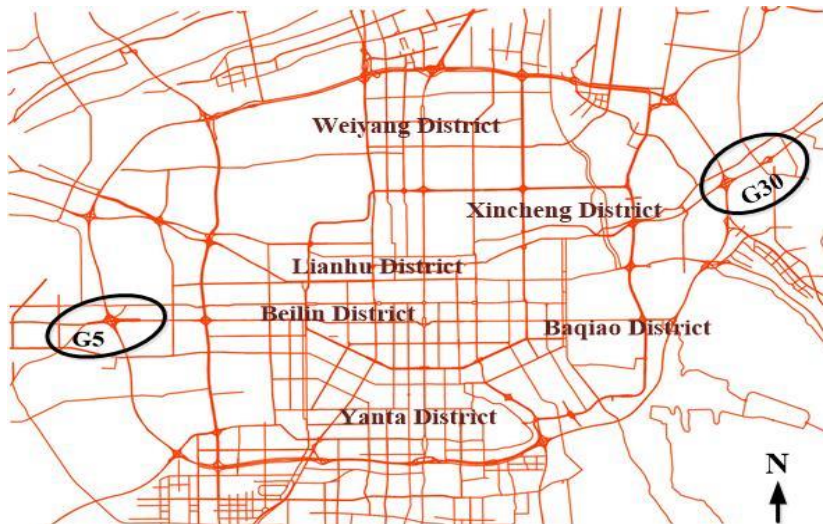 Weiyang District
G30
Xincheng District
Lianhu District
Beilin District
Baqiao District
G5
Yanta District
N